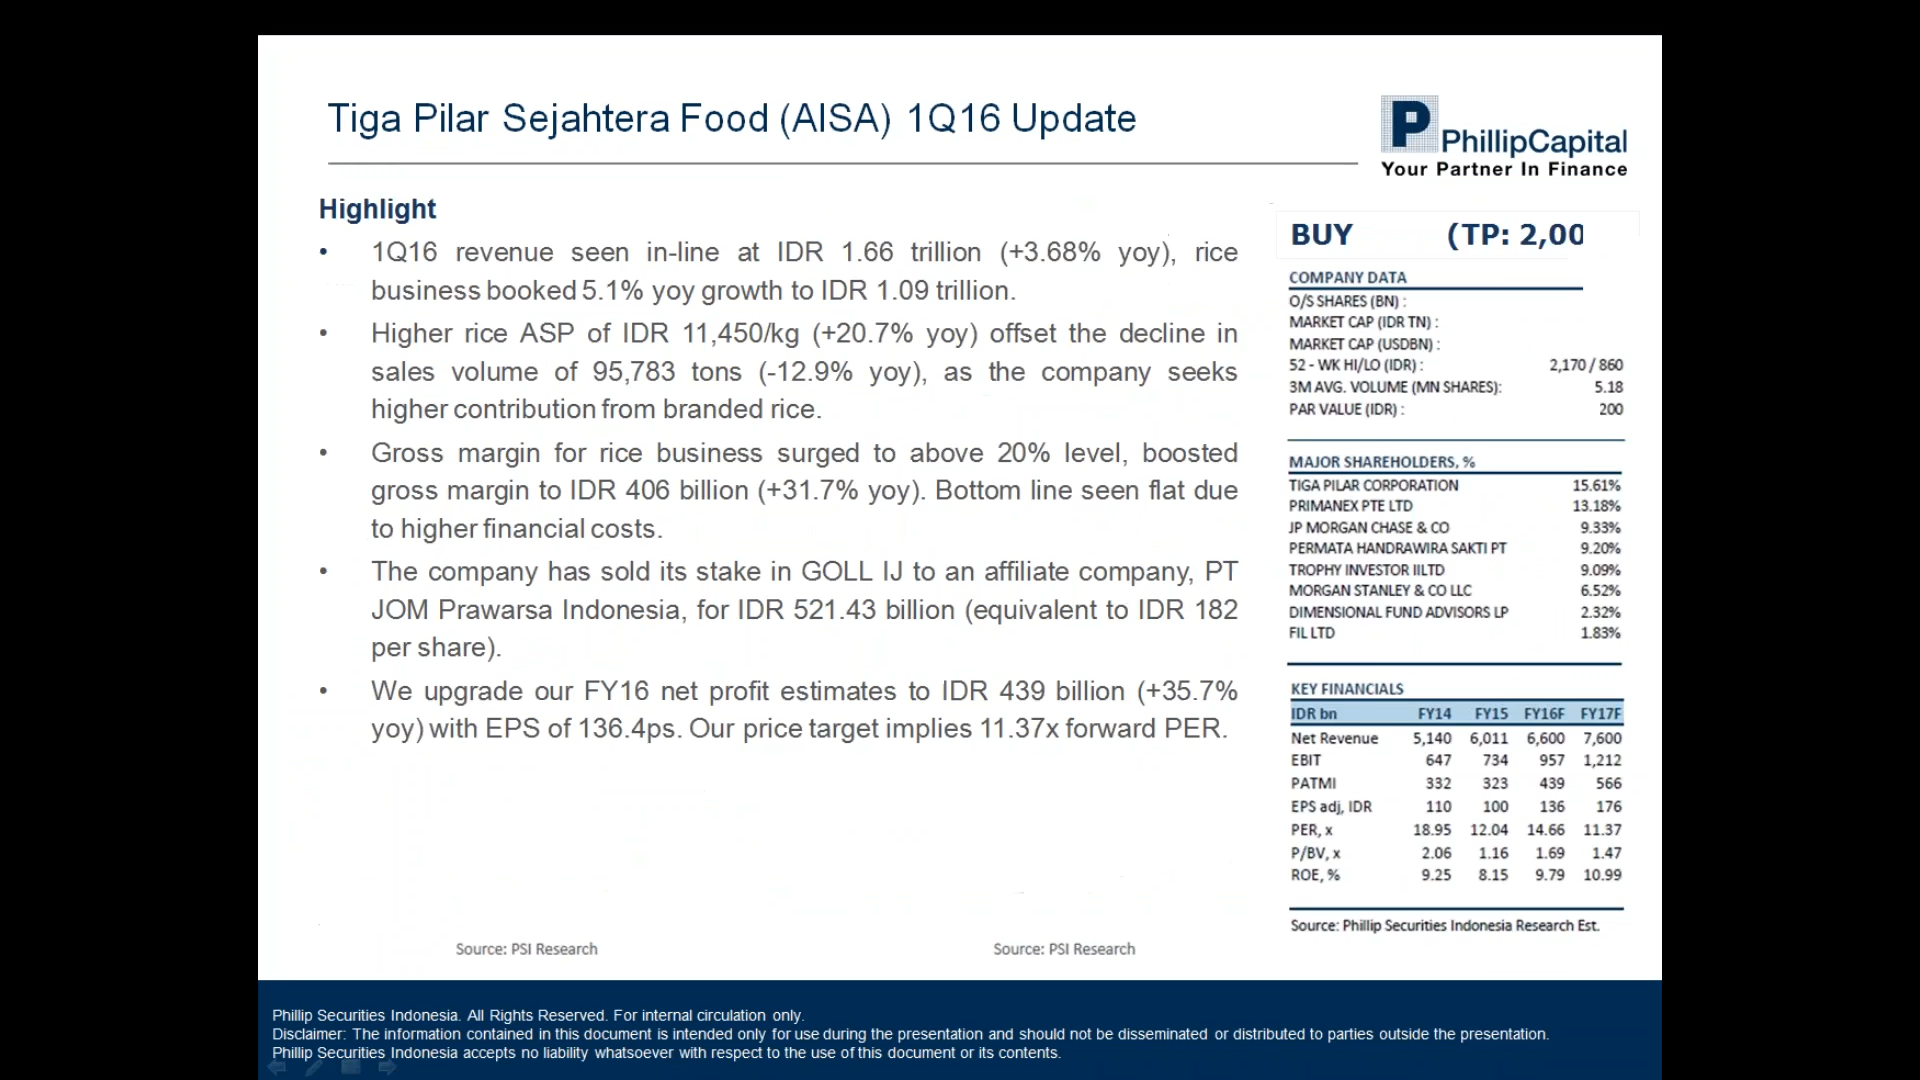 Tiga Pilar Sejahtera Food (AISA) 1Q16 Update
P PhillipCapital
Your Partner In Finance
Highlight
• 1Q16 revenue seen in-line at IDR 1.66 trillion (+3.68% yoy), rice
business booked 5.1% yoy growth to IDR 1.09 trillion.
• Higher rice ASP of IDR 11,450/kg (+20.7% yoy) offset the decline in
sales volume of 95,783 tons (-12.9% yoy), as the company seeks
higher contribution from branded rice.
• Gross margin for rice business surged to above 20% level, boosted
gross margin to IDR 406 billion (+31.7% yoy). Bottom line seen flat due
to higher financial costs.
• The company has sold its stake in GOLL IJ to an affiliate company, PT
JOM Prawarsa Indonesia, for IDR 521.43 billion (equivalent to IDR 182
per share).
• We upgrade our FY16 net profit estimates to IDR 439 billion (+35.7%
yoy) with EPS of 136.4ps. Our price target implies 11.37x forward PER.
Source: PSI Research
Source: PSI Research
BUY (TP: 2,00
COMPANY DATA
O/S SHARES (BN) :
MARKET CAP (IDR TN) :
MARKET CAP (USDBN) :
52 - WK HI/LO (IDR) : 2,170 / 860
3M AVG. VOLUME (MN SHARES): 5.18
PAR VALUE (IDR) : 200
MAJOR SHAREHOLDERS, %
TIGA PILAR CORPORATION 15.61%
PRIMANEX PTE LTD 13.18%
JP MORGAN CHASE & CO 9.33%
PERMATA HANDRAWIRA SAKTI PT 9.20%
TROPHY INVESTOR IILTD 9.09%
MORGAN STANLEY & CO LLC 6.52%
DIMENSIONAL FUND ADVISORS LP 2.32%
FIL LTD 1.83%
KEY FINANCIALS
IDR bn FY14 FY15 FY16F FY17F
Net Revenue 5,140 6,011 6,600 7,600
EBIT 647 734 957 1,212
PATMI 332 323 439 566
EPS adj, IDR 110 100 136 176
PER, x 18.95 12.04 14.66 11.37
P/BV, x 2.06 1.16 1.69 1.47
ROE, % 9.25 8.15 9.79 10.99
Source: Phillip Securities Indonesia Research Est.
Phillip Securities Indonesia. All Rights Reserved. For internal circulation only.
Disclaimer: The information contained in this document is intended only for use during the presentation and should not be disseminated or distributed to parties outside the presentation.
Phillip Securities Indonesia accepts no liability whatsoever with respect to the use of this document or its contents.